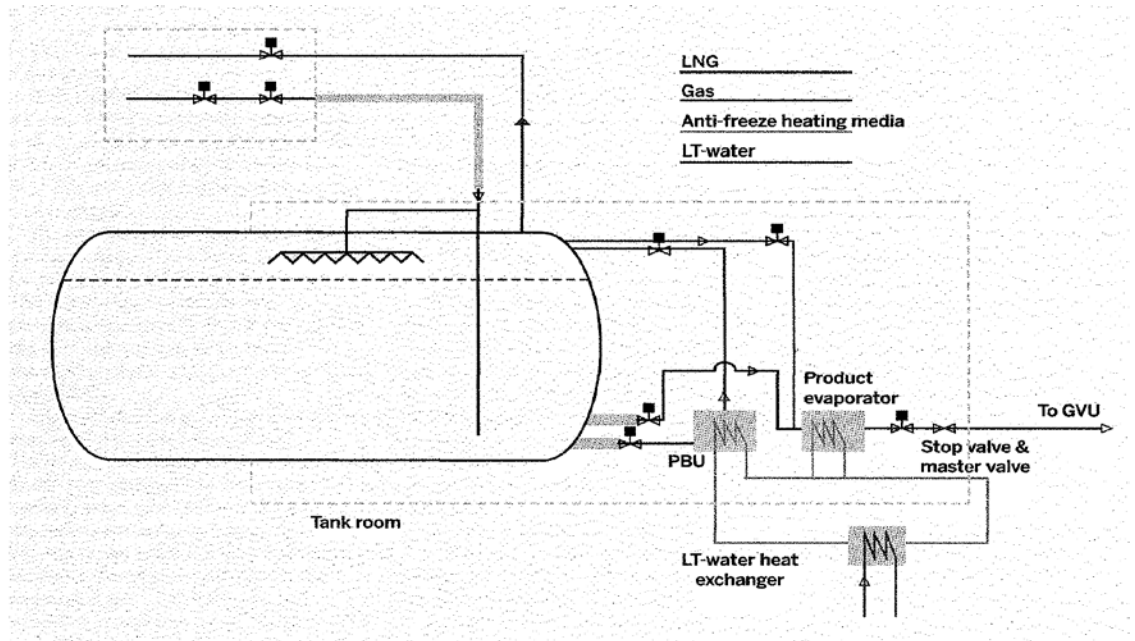 LNG
Gas
Anti-freeze heating media
LT-water
Product
evaporator
To GVU
Stop valve &
master valve
PBU
Tank room
LT-water heat
exchanger